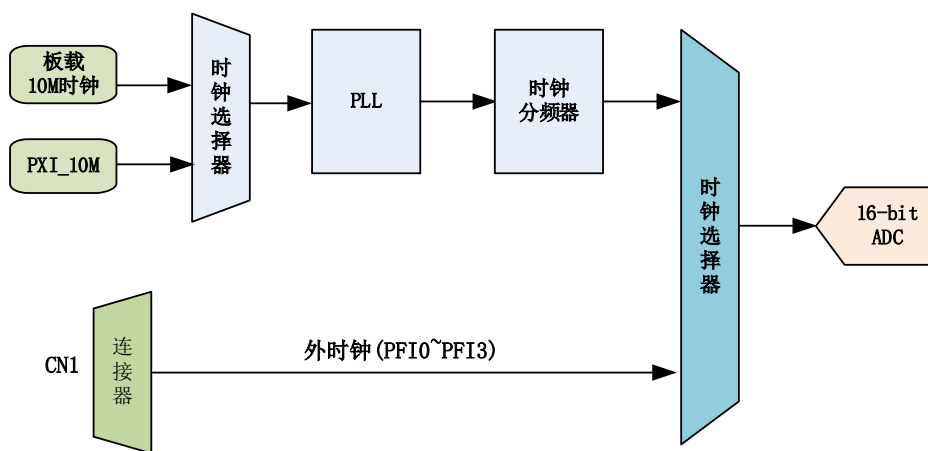 板载
10M时钟
PXI_10M
时钟选择器
PLL
时钟
分频器
时钟选择器
16-bit
ADC
CN1
连接器
外时钟(PFI0~PFI3)